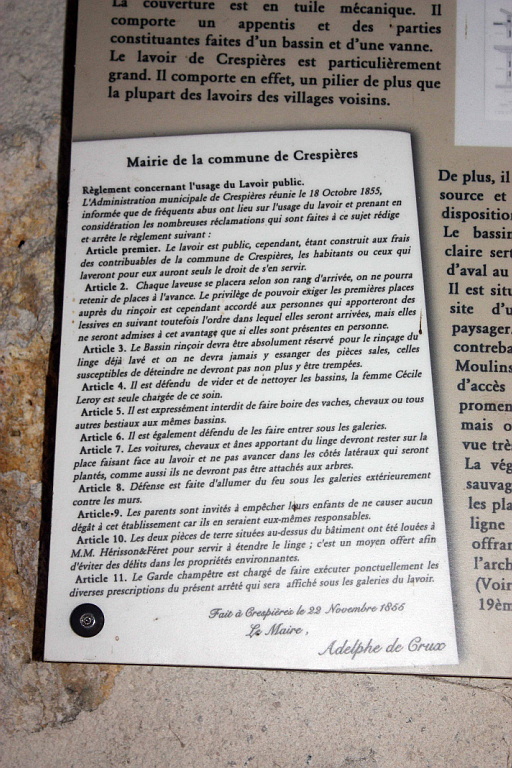 La couverture est en tuile mécanique. Il
comporte un appentis et des parties
constituantes faites d'un bassin et d'une vanne.
Le lavoir de Crespières est particulièrement
grand. Il comporte en effet, un pilier de plus que
la plupart des lavoirs des villages voisins.
Mairie de la commune de Crespières
Règlement concernant l'usage du Lavoir public.
L'Administration municipale de Crespières réunie le 18 Octobre 1855,
informée que de fréquents abus ont lieu sur l'usage du lavoir et prenant en
considération les nombreuses réclamations qui sont faites à ce sujet rédige
et arrête le règlement suivant :
Article premier. Le lavoir est public, cependant, étant construit aux frais
des contribuables de la commune de Crespières, les habitants ou ceux qui
laveront pour eux auront seuls le droit de s'en servir.
Article 2. Chaque laveuse se placera selon son rang d'arrivée, on ne pourra
retenir de places à l'avance. Le privilège de pouvoir exiger les premières places
auprès du rinçoir est cependant accordé aux personnes qui apporteront des
lessives en suivant toutefois l'ordre dans lequel elles seront arrivées, mais elles
ne seront admises à cet avantage que si elles sont présentes en personne.
Article 3. Le Bassin rinçoir devra être absolument réservé pour le rinçage du
linge déjà lavé et on ne devra jamais y essanger des pièces sales, celles
susceptibles de déteindre ne devront pas non plus y être trempées.
Article 4. Il est défendu de vider et de nettoyer les bassins, la femme Cécile
Leroy est seule chargée de ce soin.
Article 5. Il est expressément interdit de faire boire des vaches, chevaux ou tous
autres bestiaux aux mêmes bassins.
Article 6. Il est également défendu de les faire entrer sous les galeries.
Article 7. Les voitures, chevaux et ânes apportant du linge devront rester sur la
place faisant face au lavoir et ne pas avancer dans les côtés latéraux qui seront
plantés, comme aussi ils ne devront pas être attachés aux arbres.
Article 8. Défense est faite d'allumer du feu sous les galeries extérieurement
contre les murs.
Article 9. Les parents sont invités à empêcher leurs enfants de ne causer aucun
dégât à cet établissement car ils en seraient eux-mêmes responsables.
Article 10. Les deux pièces de terre situées au-dessus du bâtiment ont été louées à
M.M. Hérisson&Féret pour servir à étendre le linge ; c'est un moyen offert afin
d'éviter des délits dans les propriétés environnantes.
Article 11. Le Garde champêtre est chargé de faire exécuter ponctuellement les
diverses prescriptions du présent arrêté qui sera affiché sous les galeries du lavoir.
Fait à Crespières le 22 Novembre 1855
Le Maire,
Adelphe de Crux
De plus, il
source et
disposition
Le bassin
claire sert
d'aval au
Il est situ
site d'u
paysager.
contreba
Moulins
d'accès
promen
mais o
vue trè
La vég
sauvag
les pla
ligne
offran
l'arch
(Voir
19èm